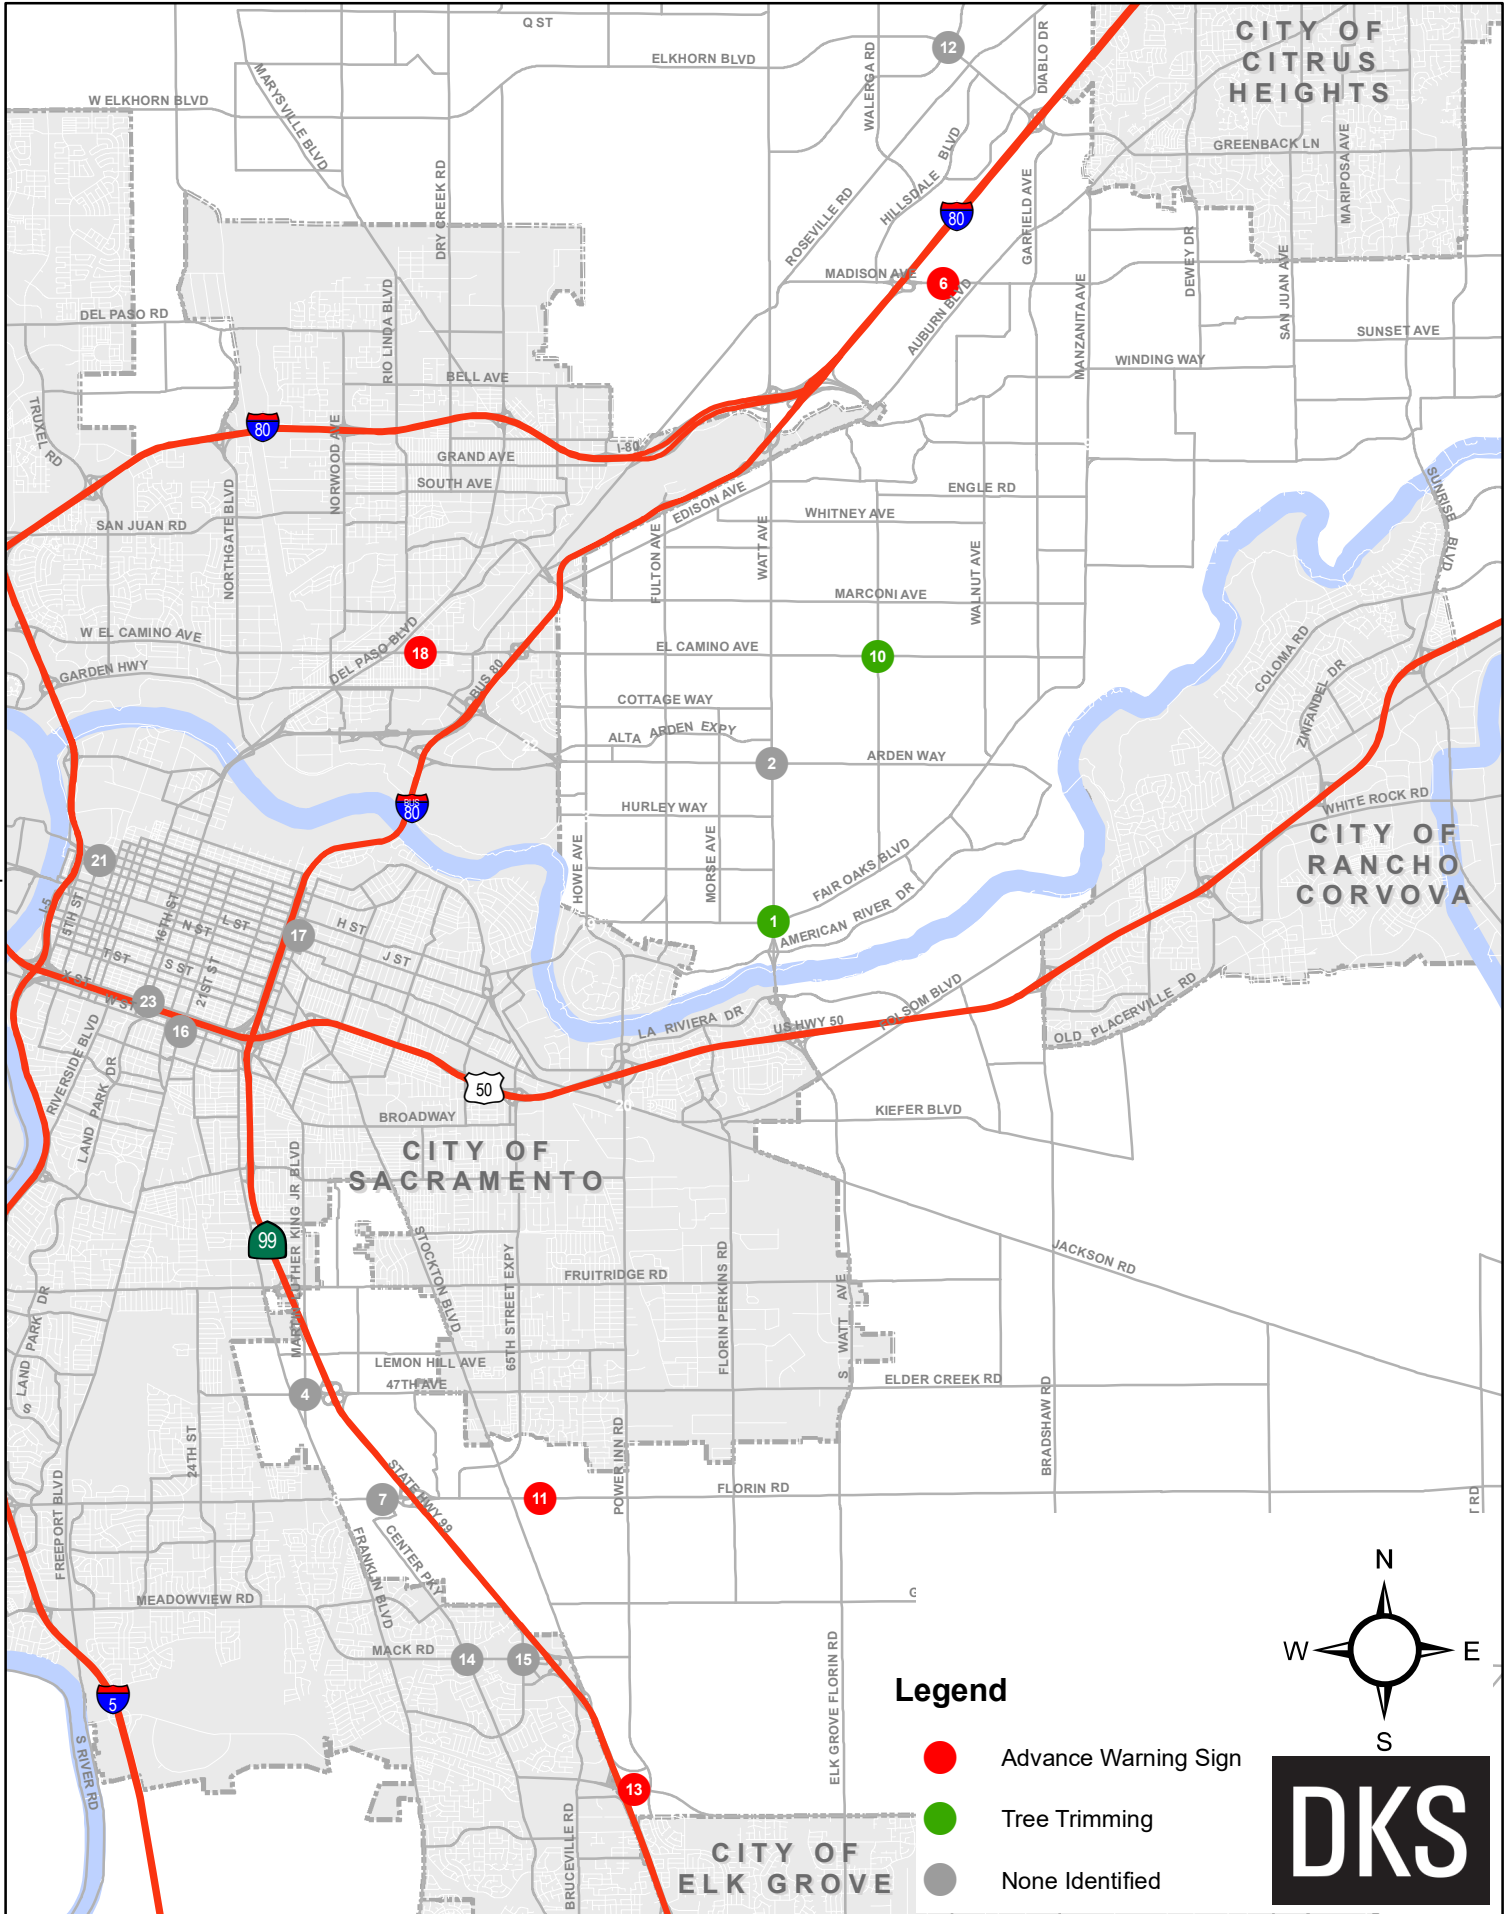 Q ST
12
CITY OF
CITRUS
HEIGHTS
ELKHORN BLVD
WALERGA RD
DIABLO DR
W ELKHORN BLVD
MARYSVILLE BLVD
DRY CREEK RD
GREENBACK LN
MARIPOSA AVE
HILLSDALE BLVD
GARFIELD AVE
ROSEVILLE RD
80
MADISON AVE
6
DEWEY DR
SAN JUAN AVE
AUBURN BLVD
MANZANITA AVE
DEL PASO RD
RIO LINDA BLVD
SUNSET AVE
WINDING WAY
BELL AVE
TRUXEL RD
80
NORWOOD AVE
I-80
GRAND AVE
SOUTH AVE
EDISON AVE
ENGLE RD
SUNRISE BLVD
NORTHGATE BLVD
WHITNEY AVE
SAN JUAN RD
FULTON AVE
WATT AVE
WALNUT AVE
MARCONI AVE
W EL CAMINO AVE
DEL PASO BLVD
18
EL CAMINO AVE
10
GARDEN HWY
BUS 80
COLOMA RD
ZINFANDEL DR
COTTAGE WAY
ALTA ARDEN EXPY
22
2
ARDEN WAY
BUS
80
HURLEY WAY
3
WHITE ROCK RD
CITY OF
RANCHO
CORVOVA
HOWE AVE
MORSE AVE
FAIR OAKS BLVD
21
I-5
5TH ST
16TH ST
N ST
L ST
17
H ST
J ST
9
1
AMERICAN RIVER DR
T ST
S ST
21ST ST
X ST
W ST
23
16
LA RIVIERA DR
US HWY 50
FOLSOM BLVD
OLD PLACERVILLE RD
RIVERSIDE BLVD
LAND PARK DR
50
20
BROADWAY
KIEFER BLVD
CITY OF
SACRAMENTO
MARTIN LUTHER KING JR BLVD
99
STOCKTON BLVD
65TH STREET EXPY
FRUITRIDGE RD
FLORIN PERKINS RD
S WATT AVE
JACKSON RD
S LAND PARK DR
LEMON HILL AVE
47TH AVE
4
ELDER CREEK RD
BRADSHAW RD
24TH ST
POWER INN RD
FREEPORT BLVD
8
7
STATE HWY 99
11
FLORIN RD
T RD
CENTER PKY
FRANKLIN BLVD
MEADOWVIEW RD
G
MACK RD
14
15
ELK GROVE FLORIN RD
5
S RIVER RD
13
BRUCEVILLE RD
CITY OF
ELK GROVE
N
W
E
S
Legend
Advance Warning Sign
Tree Trimming
None Identified
DKS